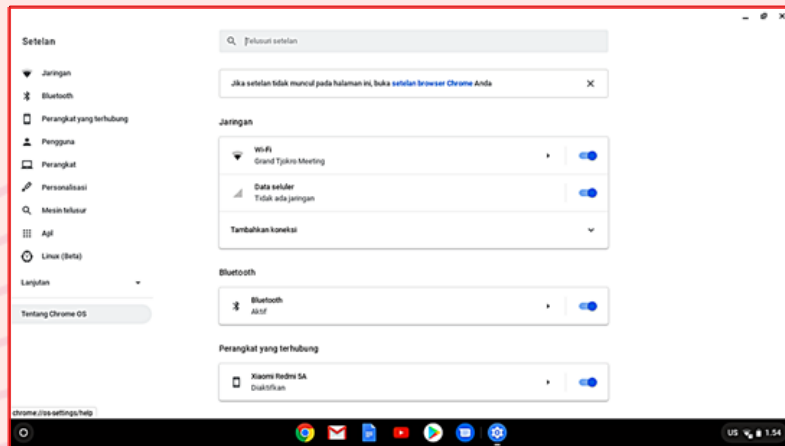 Setelan
Telusuri setelan
Jaringan
Bluetooth
Perangkat yang terhubung
Pengguna
Perangkat
Personalisasi
Mesin telusur
Apl
Linux (Beta)
Lanjutan
Tentang Chrome OS
Jika setelan tidak muncul pada halaman ini, buka setelan browser Chrome Anda
Jaringan
Wi-Fi
Grand Tjokro Meeting
Data seluler
Tidak ada jaringan
Tambahkan koneksi
Bluetooth
Bluetooth
Aktif
Perangkat yang terhubung
Xiaomi Redmi 5A
Diaktifkan
chrome://os-settings/help
US 1.54